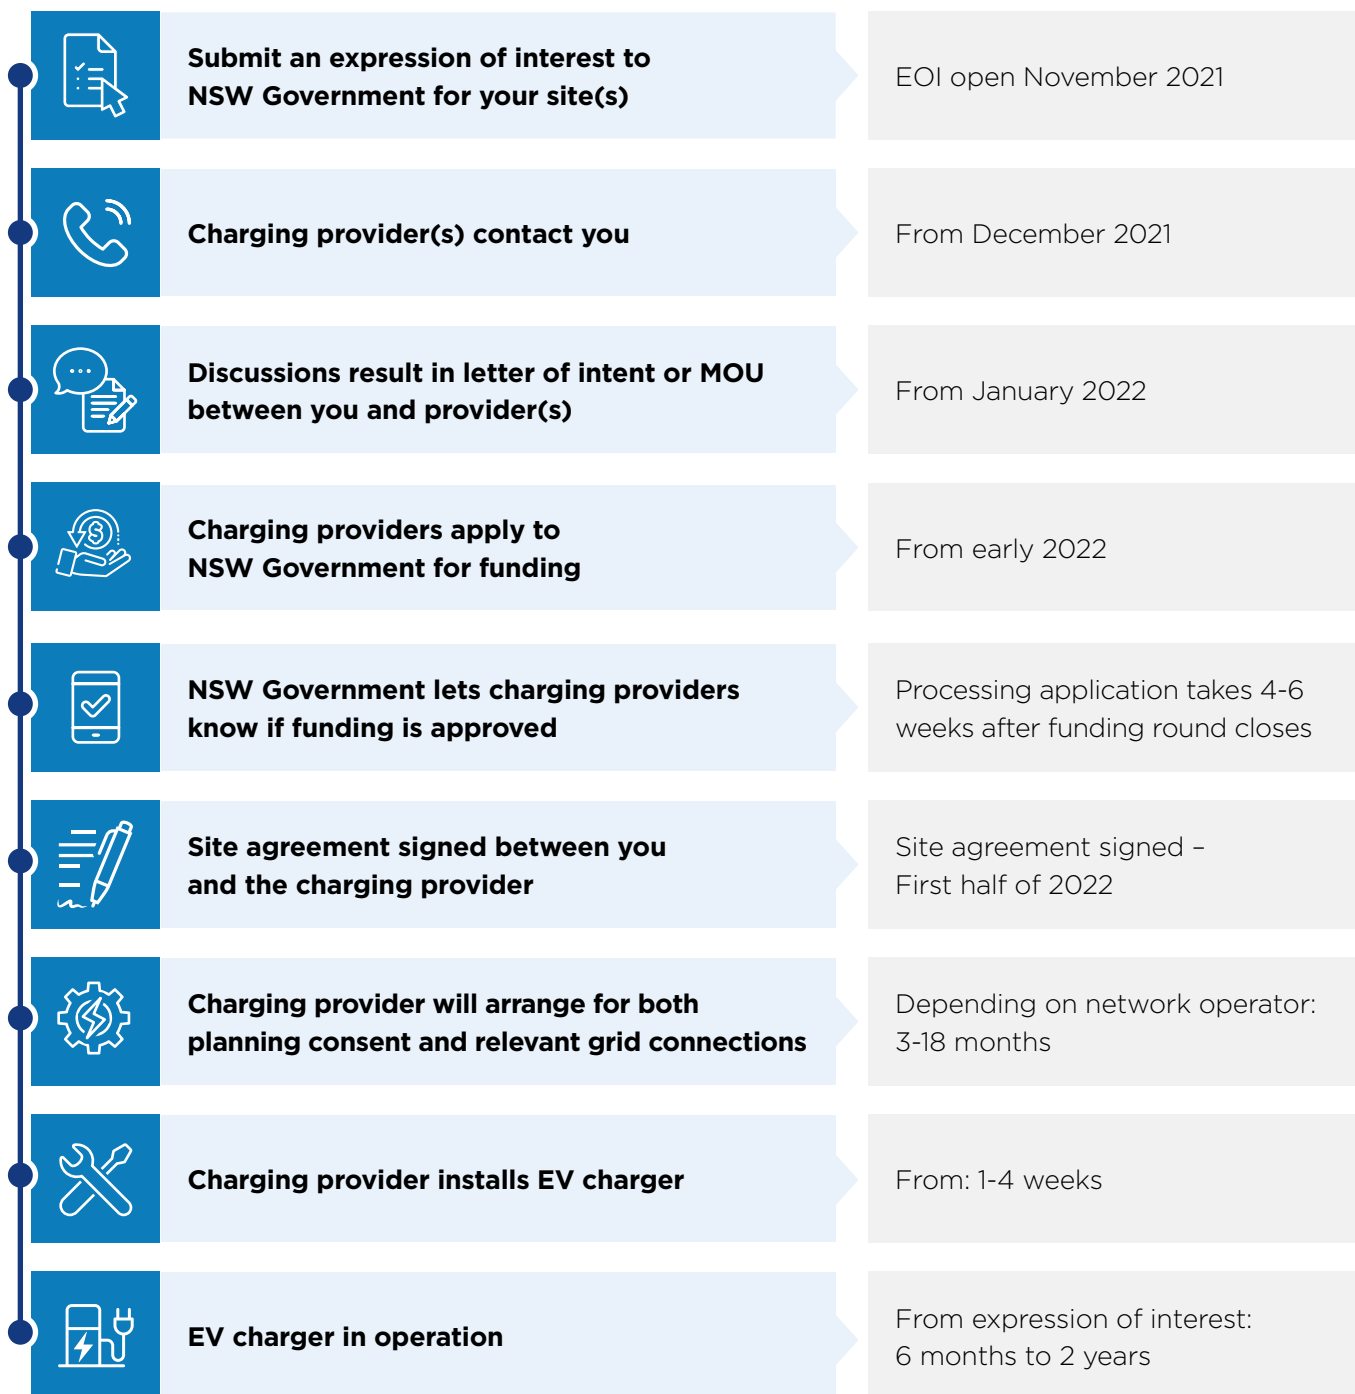 Submit an expression of interest to
NSW Government for your site(s)
EOI open November 2021
Charging provider(s) contact you
From December 2021
Discussions result in letter of intent or MOU
between you and provider(s)
From January 2022
Charging providers apply to
NSW Government for funding
From early 2022
NSW Government lets charging providers
know if funding is approved
Processing application takes 4-6
weeks after funding round closes
Site agreement signed between you
and the charging provider
Site agreement signed –
First half of 2022
Charging provider will arrange for both
planning consent and relevant grid connections
Depending on network operator:
3-18 months
Charging provider installs EV charger
From: 1-4 weeks
EV charger in operation
From expression of interest:
6 months to 2 years